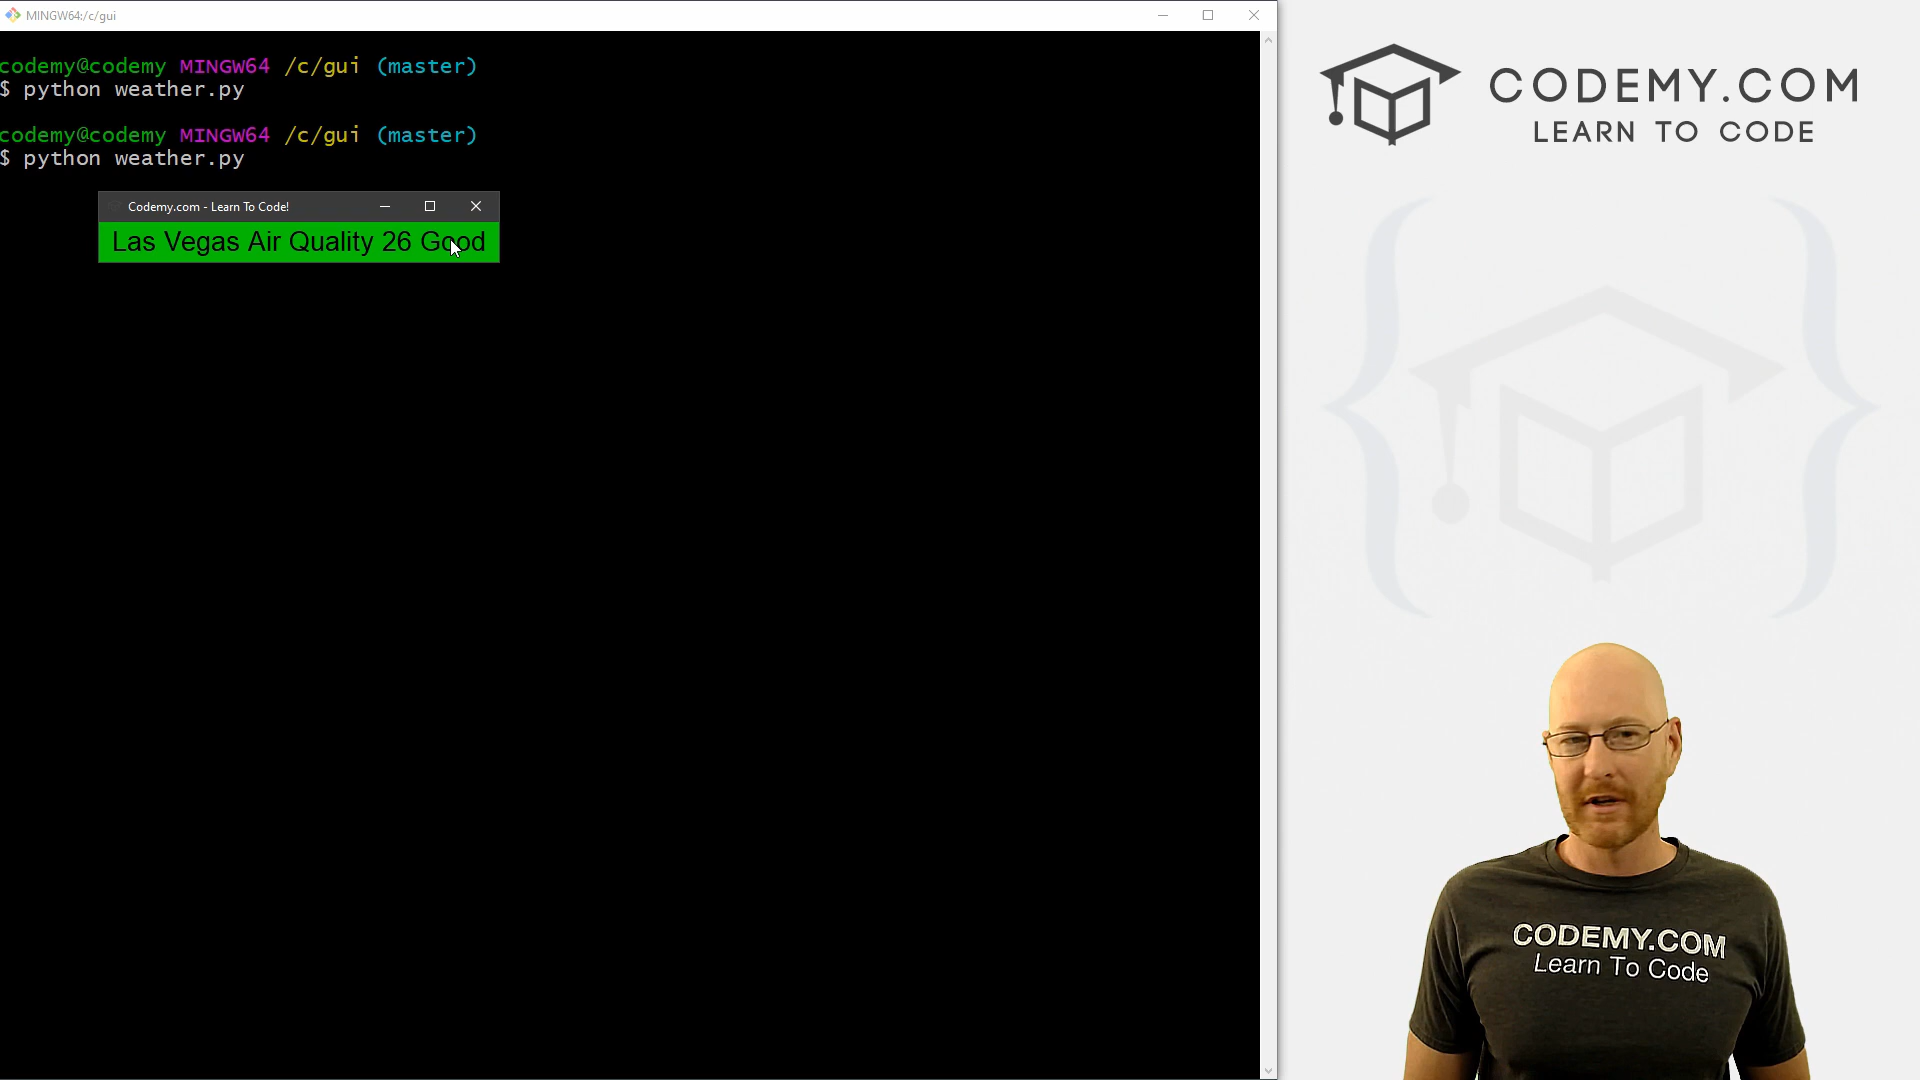 MINGW64:/c/gui
codemy@codemy MINGW64 /c/gui (master)
$ python weather.py
codemy@codemy MINGW64 /c/gui (master)
$ python weather.py
Codemy.com - Learn To Code!
Las Vegas Air Quality 26 Good
CODEMY.COM
LEARN TO CODE
CODEMY.COM
Learn To Code